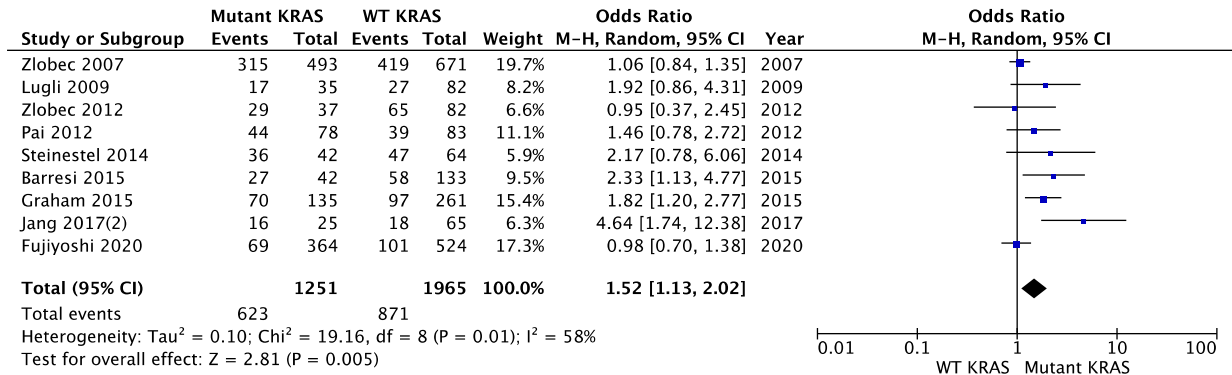 Mutant KRAS WT KRAS Odds Ratio Odds Ratio
Study or Subgroup Events Total Events Total Weight M-H, Random, 95% CI Year M-H, Random, 95% CI
Zlobec 2007 315 493 419 671 19.7% 1.06 [0.84, 1.35] 2007
Lugli 2009 17 35 27 82 8.2% 1.92 [0.86, 4.31] 2009
Zlobec 2012 29 37 65 82 6.6% 0.95 [0.37, 2.45] 2012
Pai 2012 44 78 39 83 11.1% 1.46 [0.78, 2.72] 2012
Steinestel 2014 36 42 47 64 5.9% 2.17 [0.78, 6.06] 2014
Barresi 2015 27 42 58 133 9.5% 2.33 [1.13, 4.77] 2015
Graham 2015 70 135 97 261 15.4% 1.82 [1.20, 2.77] 2015
Jang 2017(2) 16 25 18 65 6.3% 4.64 [1.74, 12.38] 2017
Fujiyoshi 2020 69 364 101 524 17.3% 0.98 [0.70, 1.38] 2020
Total (95% CI) 1251 1965 100.0% 1.52 [1.13, 2.02]
Total events 623 871
Heterogeneity: Tau² = 0.10; Chi² = 19.16, df = 8 (P = 0.01); I² = 58%
Test for overall effect: Z = 2.81 (P = 0.005)
0.01 0.1 1 10 100
WT KRAS Mutant KRAS